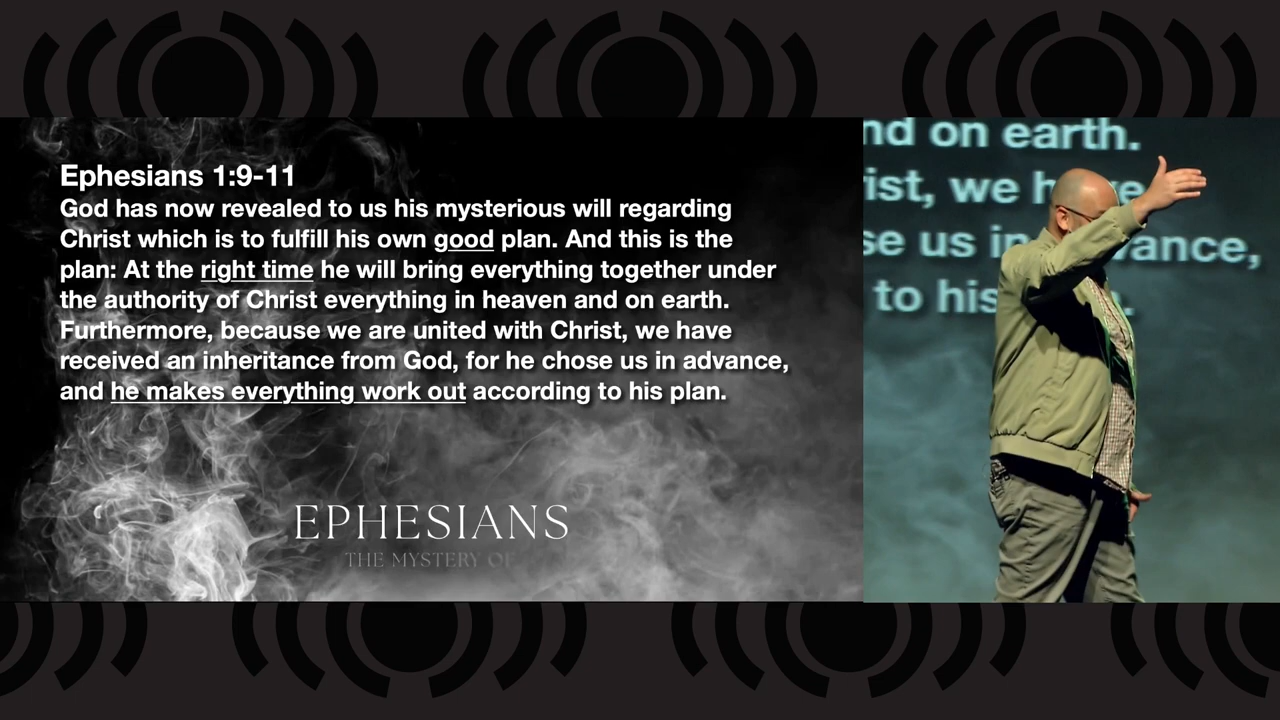 Ephesians 1:9-11
God has now revealed to us his mysterious will regarding
Christ which is to fulfill his own good plan. And this is the
plan: At the right time he will bring everything together under
the authority of Christ everything in heaven and on earth.
Furthermore, because we are united with Christ, we have
received an inheritance from God, for he chose us in advance,
and he makes everything work out according to his plan.
EPHESIANS
THE MYSTERY OF
nd on earth.
rist, we have
se us in vance,
to his